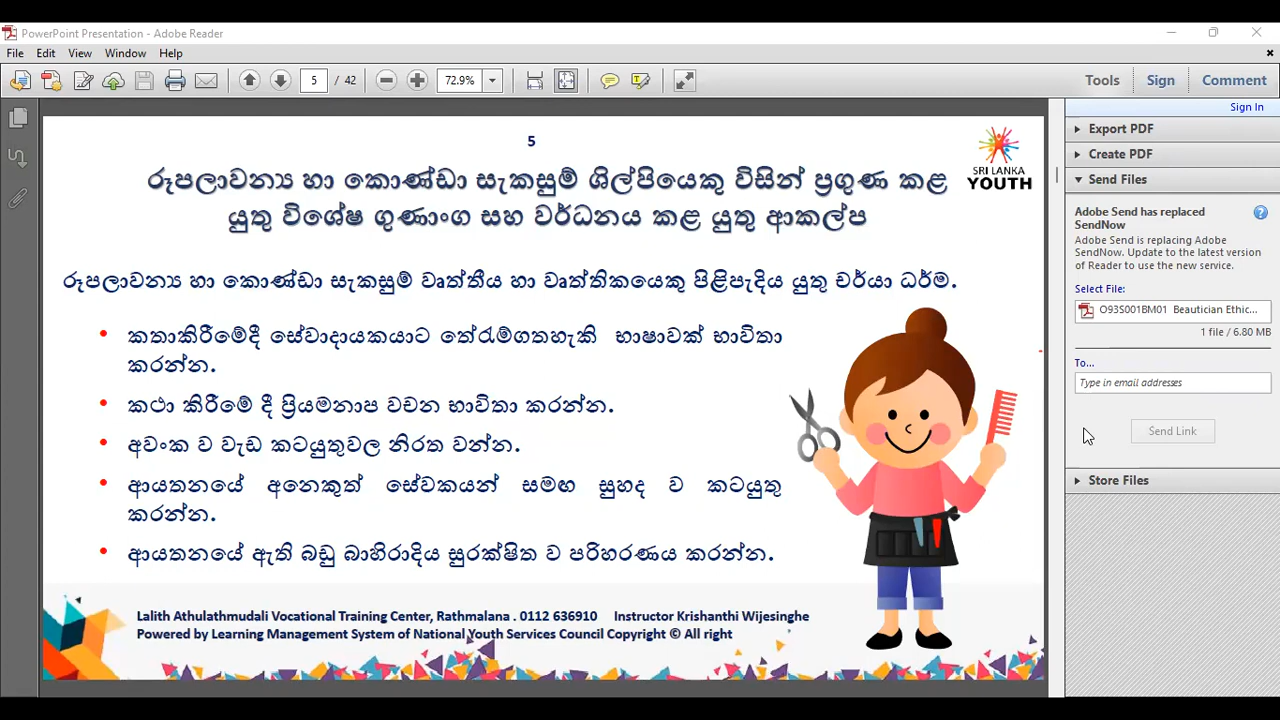 PowerPoint Presentation - Adobe Reader
File Edit View Window Help
5 / 42 72.9% Tools Sign Comment
Sign In
Export PDF
Create PDF
Send Files
Adobe Send has replaced
SendNow
Adobe Send is replacing Adobe
SendNow. Update to the latest version
of Reader to use the new service.
Select File:
O93S001BM01 Beautician Ethic...
1 file / 6.80 MB
To...
Type in email addresses
Send Link
Store Files
5
SRI LANKA
YOUTH
රූපලාවන්‍ය හා කොණ්ඩා සැකසුම් ශිල්පියෙකු විසින් ප්‍රගුණ කළ
යුතු විශේෂ ගුණාංග සහ වර්ධනය කළ යුතු ආකල්ප
රූපලාවන්‍ය හා කොණ්ඩා සැකසුම් වෘත්තීය හා වෘත්තිකයෙකු පිළිපැදිය යුතු චර්යා ධර්ම.
• කතාකිරීමේදී සේවාදායකයාට තේරැම්ගතහැකි භාෂාවක් භාවිතා
කරන්න.
• කථා කිරීමේ දී ප්‍රියමනාප වචන භාවිතා කරන්න.
• අවංක ව වැඩ කටයුතුවල නිරත වන්න.
• ආයතනයේ අනෙකුත් සේවකයන් සමඟ සුහද ව කටයුතු
කරන්න.
• ආයතනයේ ඇති බඩු බාහිරාදිය සුරක්ෂිත ව පරිහරණය කරන්න.
Lalith Athulathmudali Vocational Training Center, Rathmalana . 0112 636910 Instructor Krishanthi Wijesinghe
Powered by Learning Management System of National Youth Services Council Copyright © All right